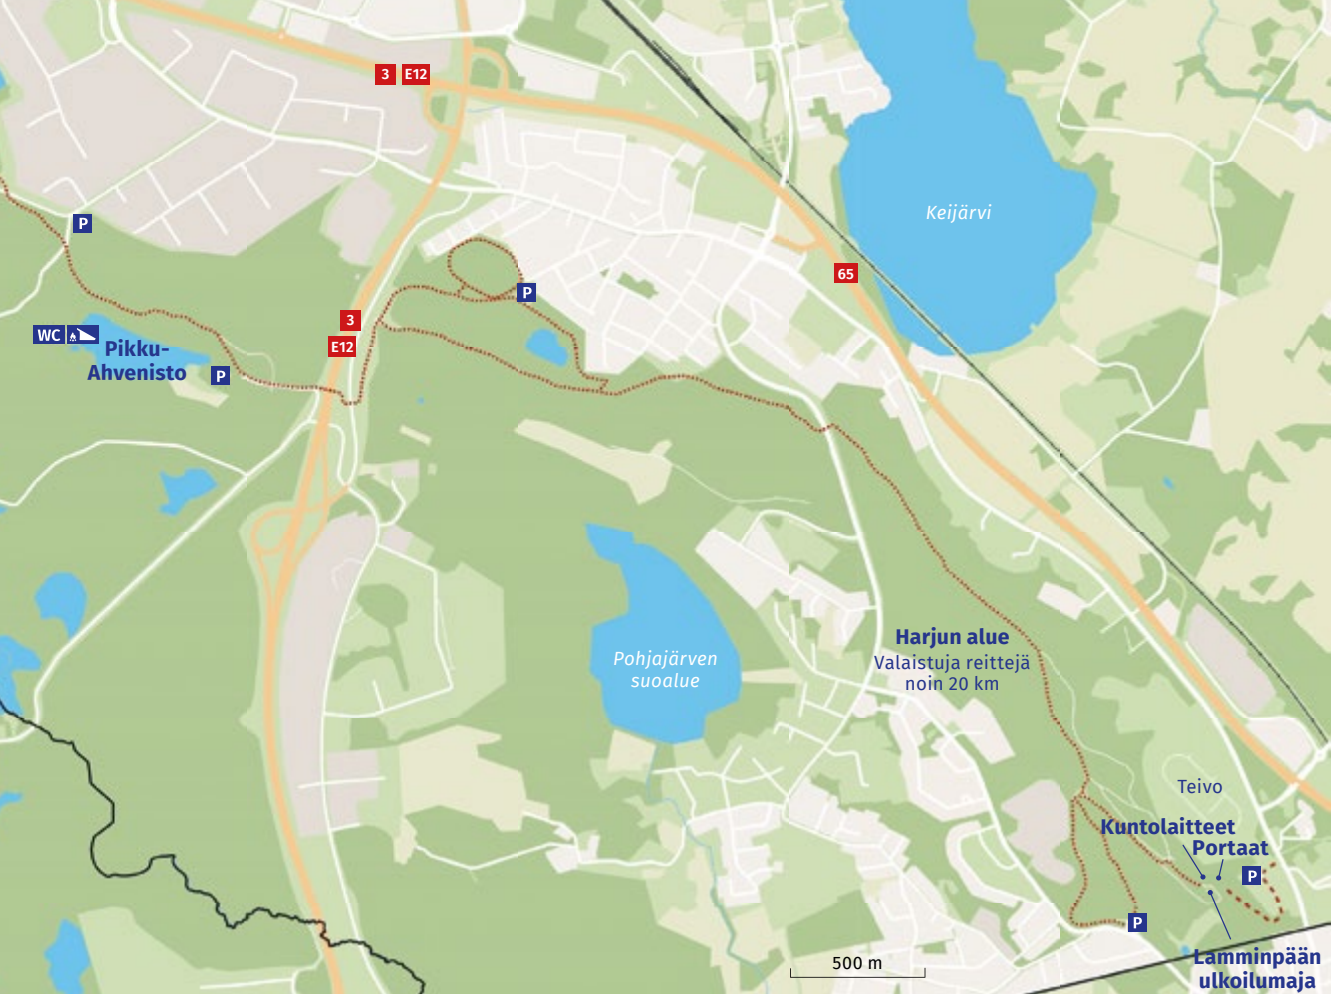 3 E12
Keijärvi
P
65
P
3
E12
WC
Pikku-
Ahvenisto
P
Harjun alue
Valaistuja reittejä
noin 20 km
Pohjajärven
suoalue
Teivo
Kuntolaitteet
Portaat
P
P
500 m
Lamminpään
ulkoilumaja